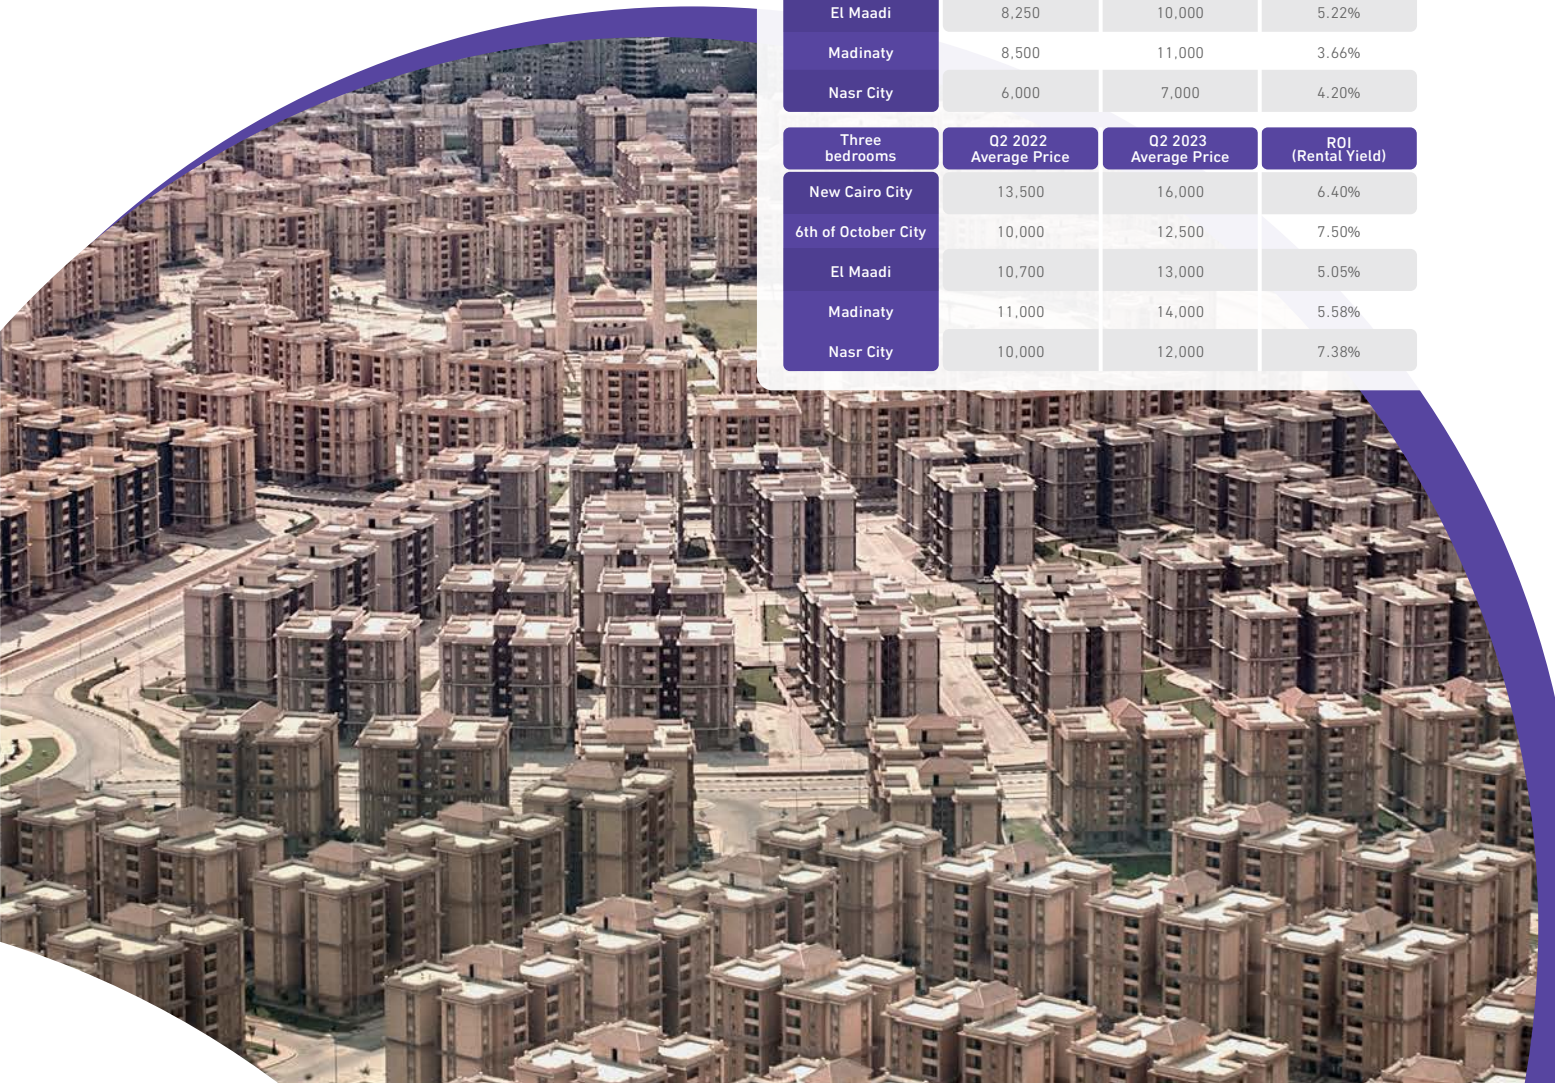 El Maadi 8,250 10,000 5.22%
Madinaty 8,500 11,000 3.66%
Nasr City 6,000 7,000 4.20%
Three bedrooms Q2 2022 Average Price Q2 2023 Average Price ROI (Rental Yield)
New Cairo City 13,500 16,000 6.40%
6th of October City 10,000 12,500 7.50%
El Maadi 10,700 13,000 5.05%
Madinaty 11,000 14,000 5.58%
Nasr City 10,000 12,000 7.38%